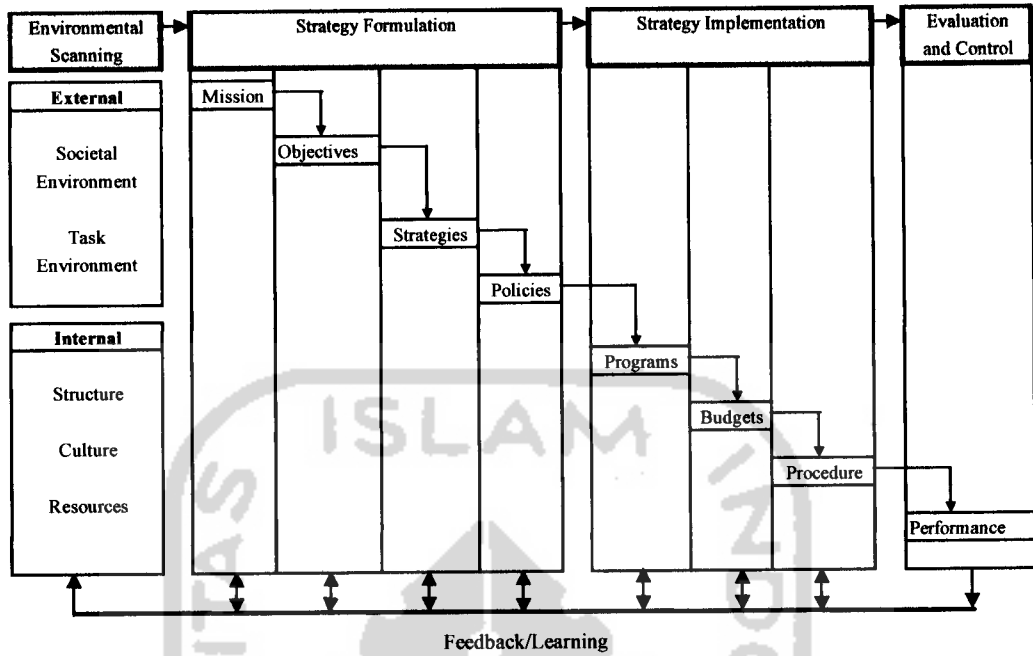 Environmental
Scanning
Strategy Formulation
Strategy Implementation
Evaluation
and Control
External
Societal
Environment
Task
Environment
Internal
Structure
Culture
Resources
Mission
Objectives
Strategies
Policies
Programs
Budgets
Procedure
Performance
Feedback/Learning
ISLAM